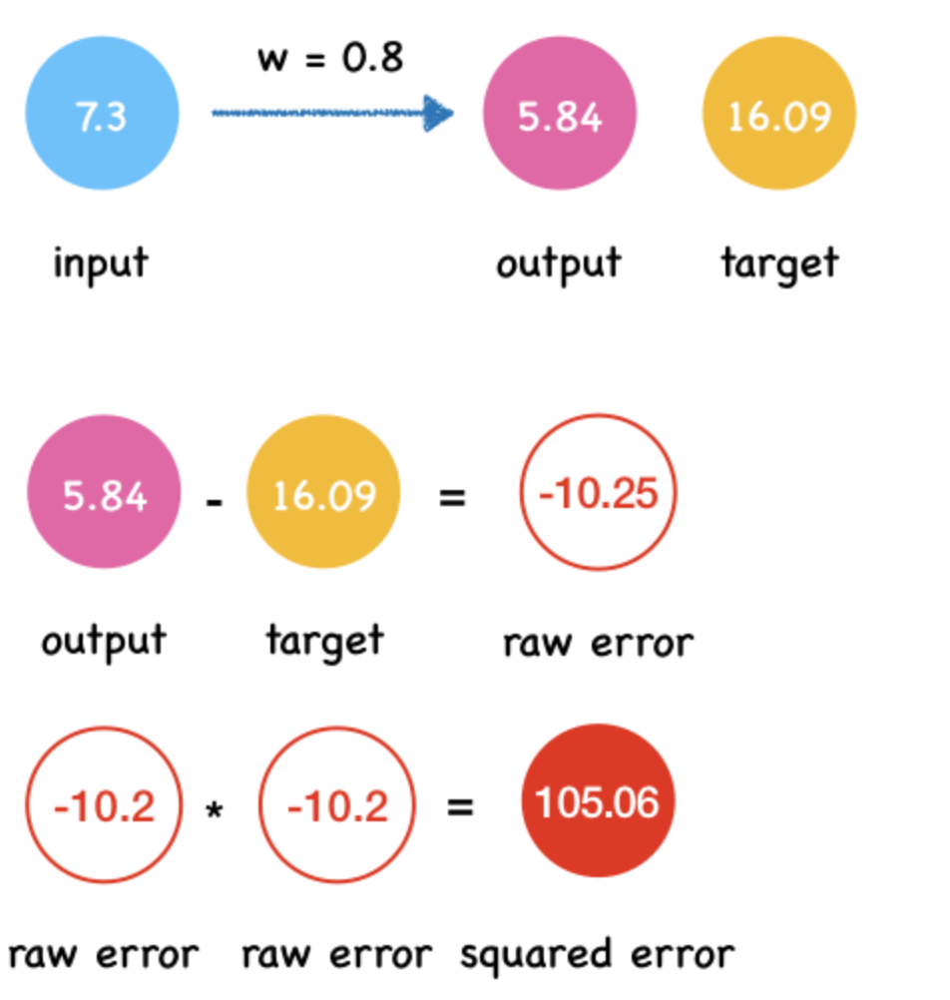 w = 0.8
7.3 5.84 16.09
input output target
5.84 - 16.09 = -10.25
output target raw error
-10.2 * -10.2 = 105.06
raw error raw error squared error